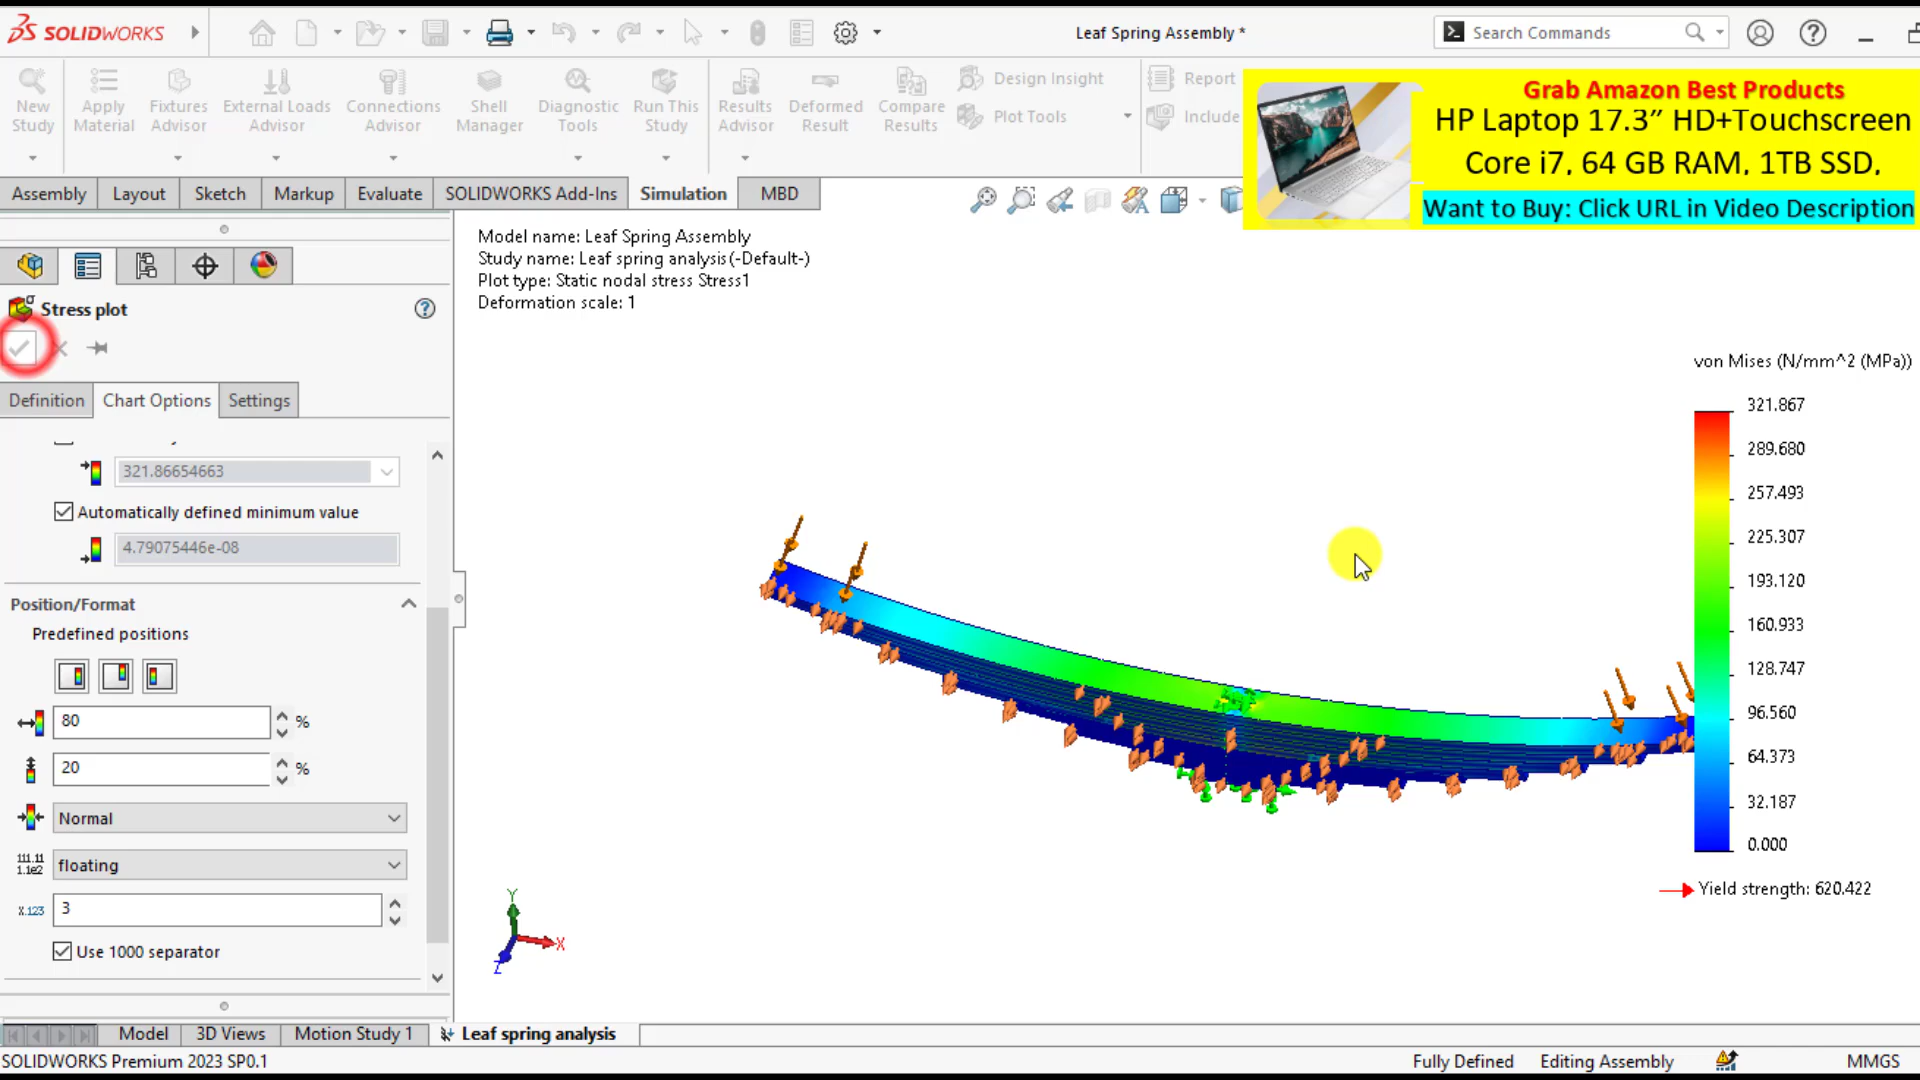 SOLIDWORKS
Leaf Spring Assembly *
Search Commands
New Study
Apply Material
Fixtures Advisor
External Loads Advisor
Connections Advisor
Shell Manager
Diagnostic Tools
Run This Study
Results Advisor
Deformed Result
Compare Results
Design Insight
Plot Tools
Report
Include
Grab Amazon Best Products
HP Laptop 17.3” HD+Touchscreen
Core i7, 64 GB RAM, 1TB SSD,
Want to Buy: Click URL in Video Description
Assembly
Layout
Sketch
Markup
Evaluate
SOLIDWORKS Add-Ins
Simulation
MBD
Model name: Leaf Spring Assembly
Study name: Leaf spring analysis(-Default-)
Plot type: Static nodal stress Stress1
Deformation scale: 1
Stress plot
Definition
Chart Options
Settings
321.86654663
Automatically defined minimum value
4.79075446e-08
Position/Format
Predefined positions
80
%
20
%
Normal
111.11
1.1e2
floating
X.123
3
Use 1000 separator
von Mises (N/mm^2 (MPa))
321.867
289.680
257.493
225.307
193.120
160.933
128.747
96.560
64.373
32.187
0.000
Yield strength: 620.422
Y
X
Z
Model
3D Views
Motion Study 1
Leaf spring analysis
SOLIDWORKS Premium 2023 SP0.1
Fully Defined
Editing Assembly
MMGS